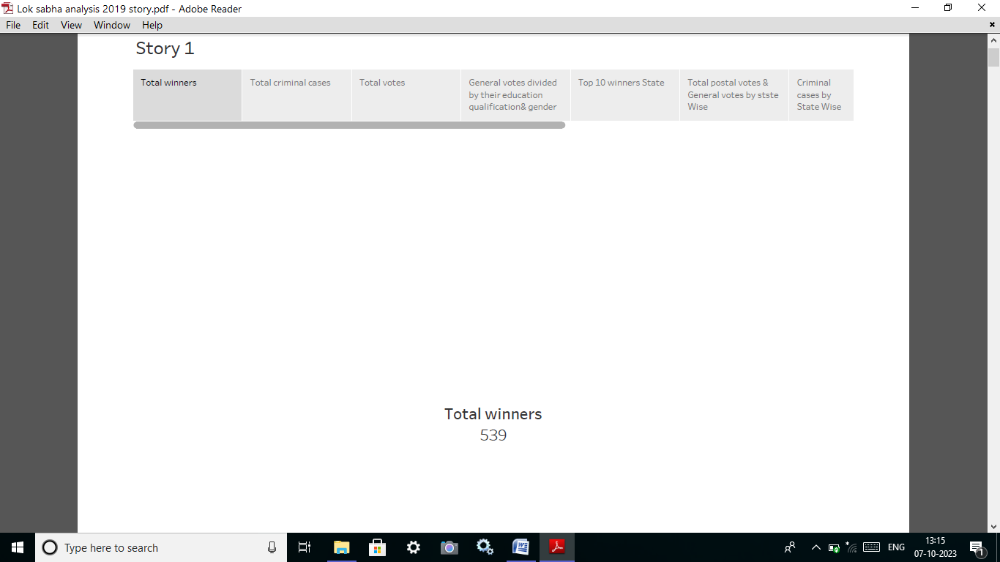 Lok sabha analysis 2019 story.pdf - Adobe Reader
File Edit View Window Help
Story 1
Total winners
Total criminal cases
Total votes
General votes divided
by their education
qualification& gender
Top 10 winners State
Total postal votes &
General votes by stste
Wise
Criminal
cases by
State Wise
Total winners
539
Type here to search
ENG
13:15
07-10-2023
1